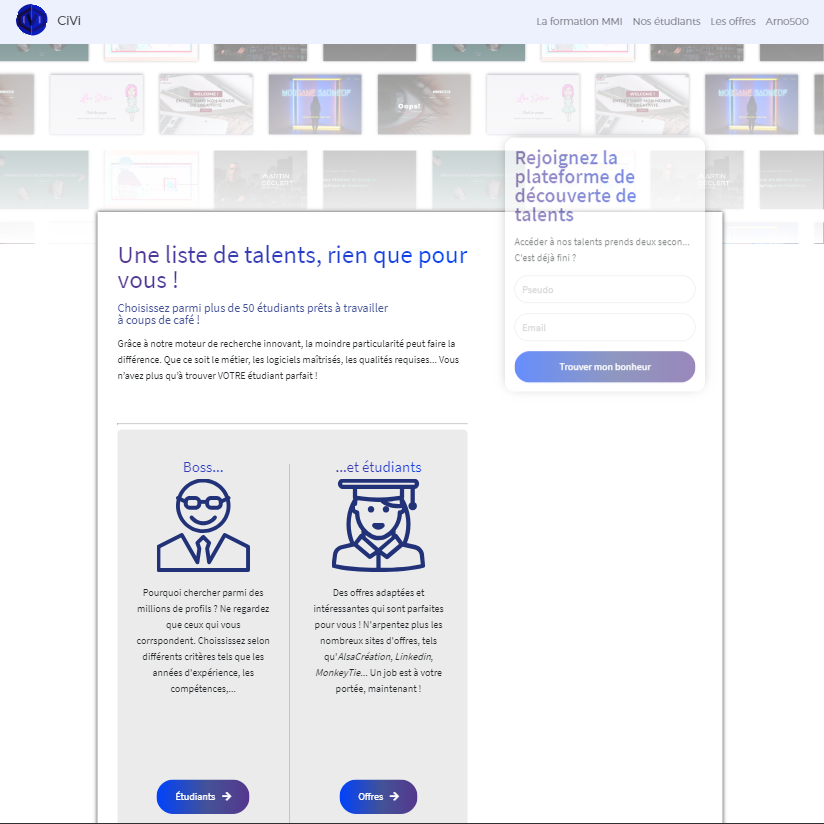 CiVi
La formation MMI Nos étudiants Les offres Arno500
WELCOME !
Oops!
WELCOME !
Rejoignez la
plateforme de
découverte de
talents
Accéder à nos talents prends deux secon...
C'est déjà fini ?
Pseudo
Email
Trouver mon bonheur
Une liste de talents, rien que pour
vous !
Choisissez parmi plus de 50 étudiants prêts à travailler
à coups de café !
Grâce à notre moteur de recherche innovant, la moindre particularité peut faire la
différence. Que ce soit le métier, les logiciels maîtrisés, les qualités requises... Vous
n'avez plus qu'à trouver VOTRE étudiant parfait !
Boss...
Pourquoi chercher parmi des
millions de profils ? Ne regardez
que ceux qui vous
corrspondent. Choississez selon
différents critères tels que les
années d'expérience, les
compétences,...
Étudiants
...et étudiants
Des offres adaptées et
intéressantes qui sont parfaites
pour vous ! N'arpentez plus les
nombreux sites d'offres, tels
qu'AlsaCréation, Linkedin,
MonkeyTie... Un job est à votre
portée, maintenant !
Offres